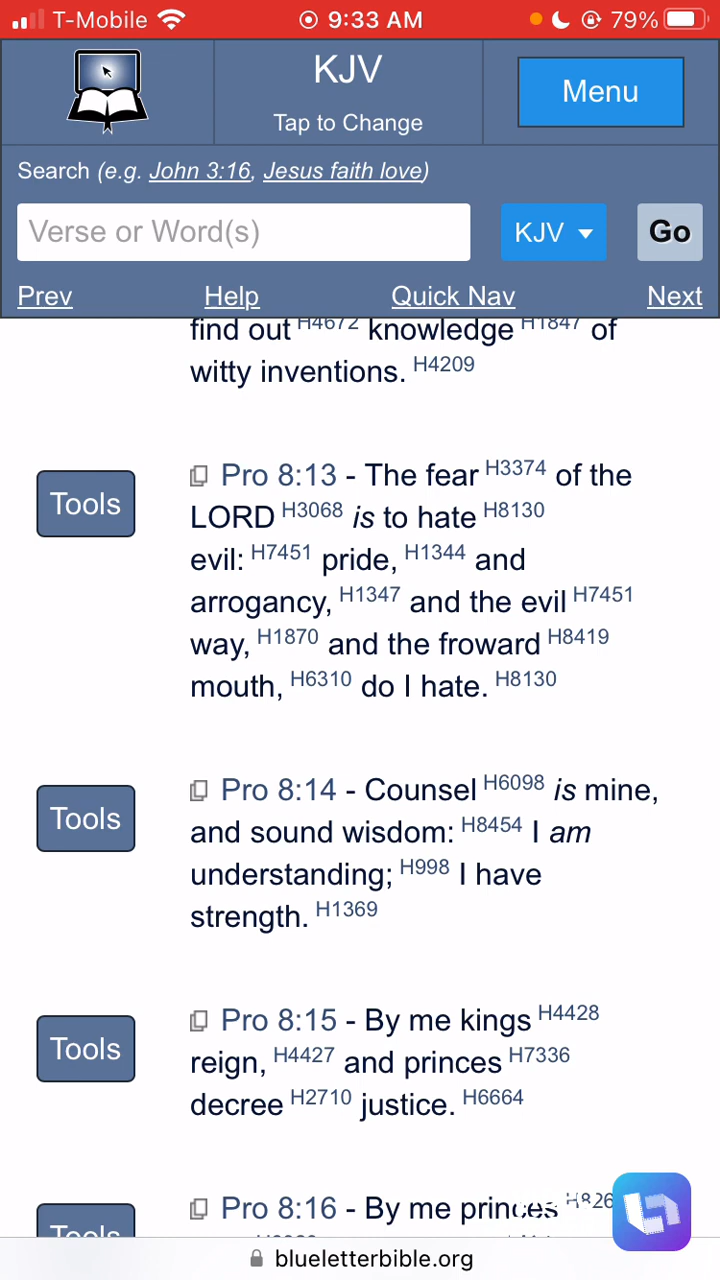 T-Mobile 9:33 AM 79%
KJV
Tap to Change
Menu
Search (e.g. John 3:16, Jesus faith love)
Verse or Word(s) KJV Go
Prev Help Quick Nav Next
find out H4672 knowledge H1847 of
witty inventions. H4209
Tools
Pro 8:13 - The fear H3374 of the
LORD H3068 is to hate H8130
evil: H7451 pride, H1344 and
arrogancy, H1347 and the evil H7451
way, H1870 and the froward H8419
mouth, H6310 do I hate. H8130
Tools
Pro 8:14 - Counsel H6098 is mine,
and sound wisdom: H8454 I am
understanding; H998 I have
strength. H1369
Tools
Pro 8:15 - By me kings H4428
reign, H4427 and princes H7336
decree H2710 justice. H6664
Tools
Pro 8:16 - By me princes
blueletterbible.org